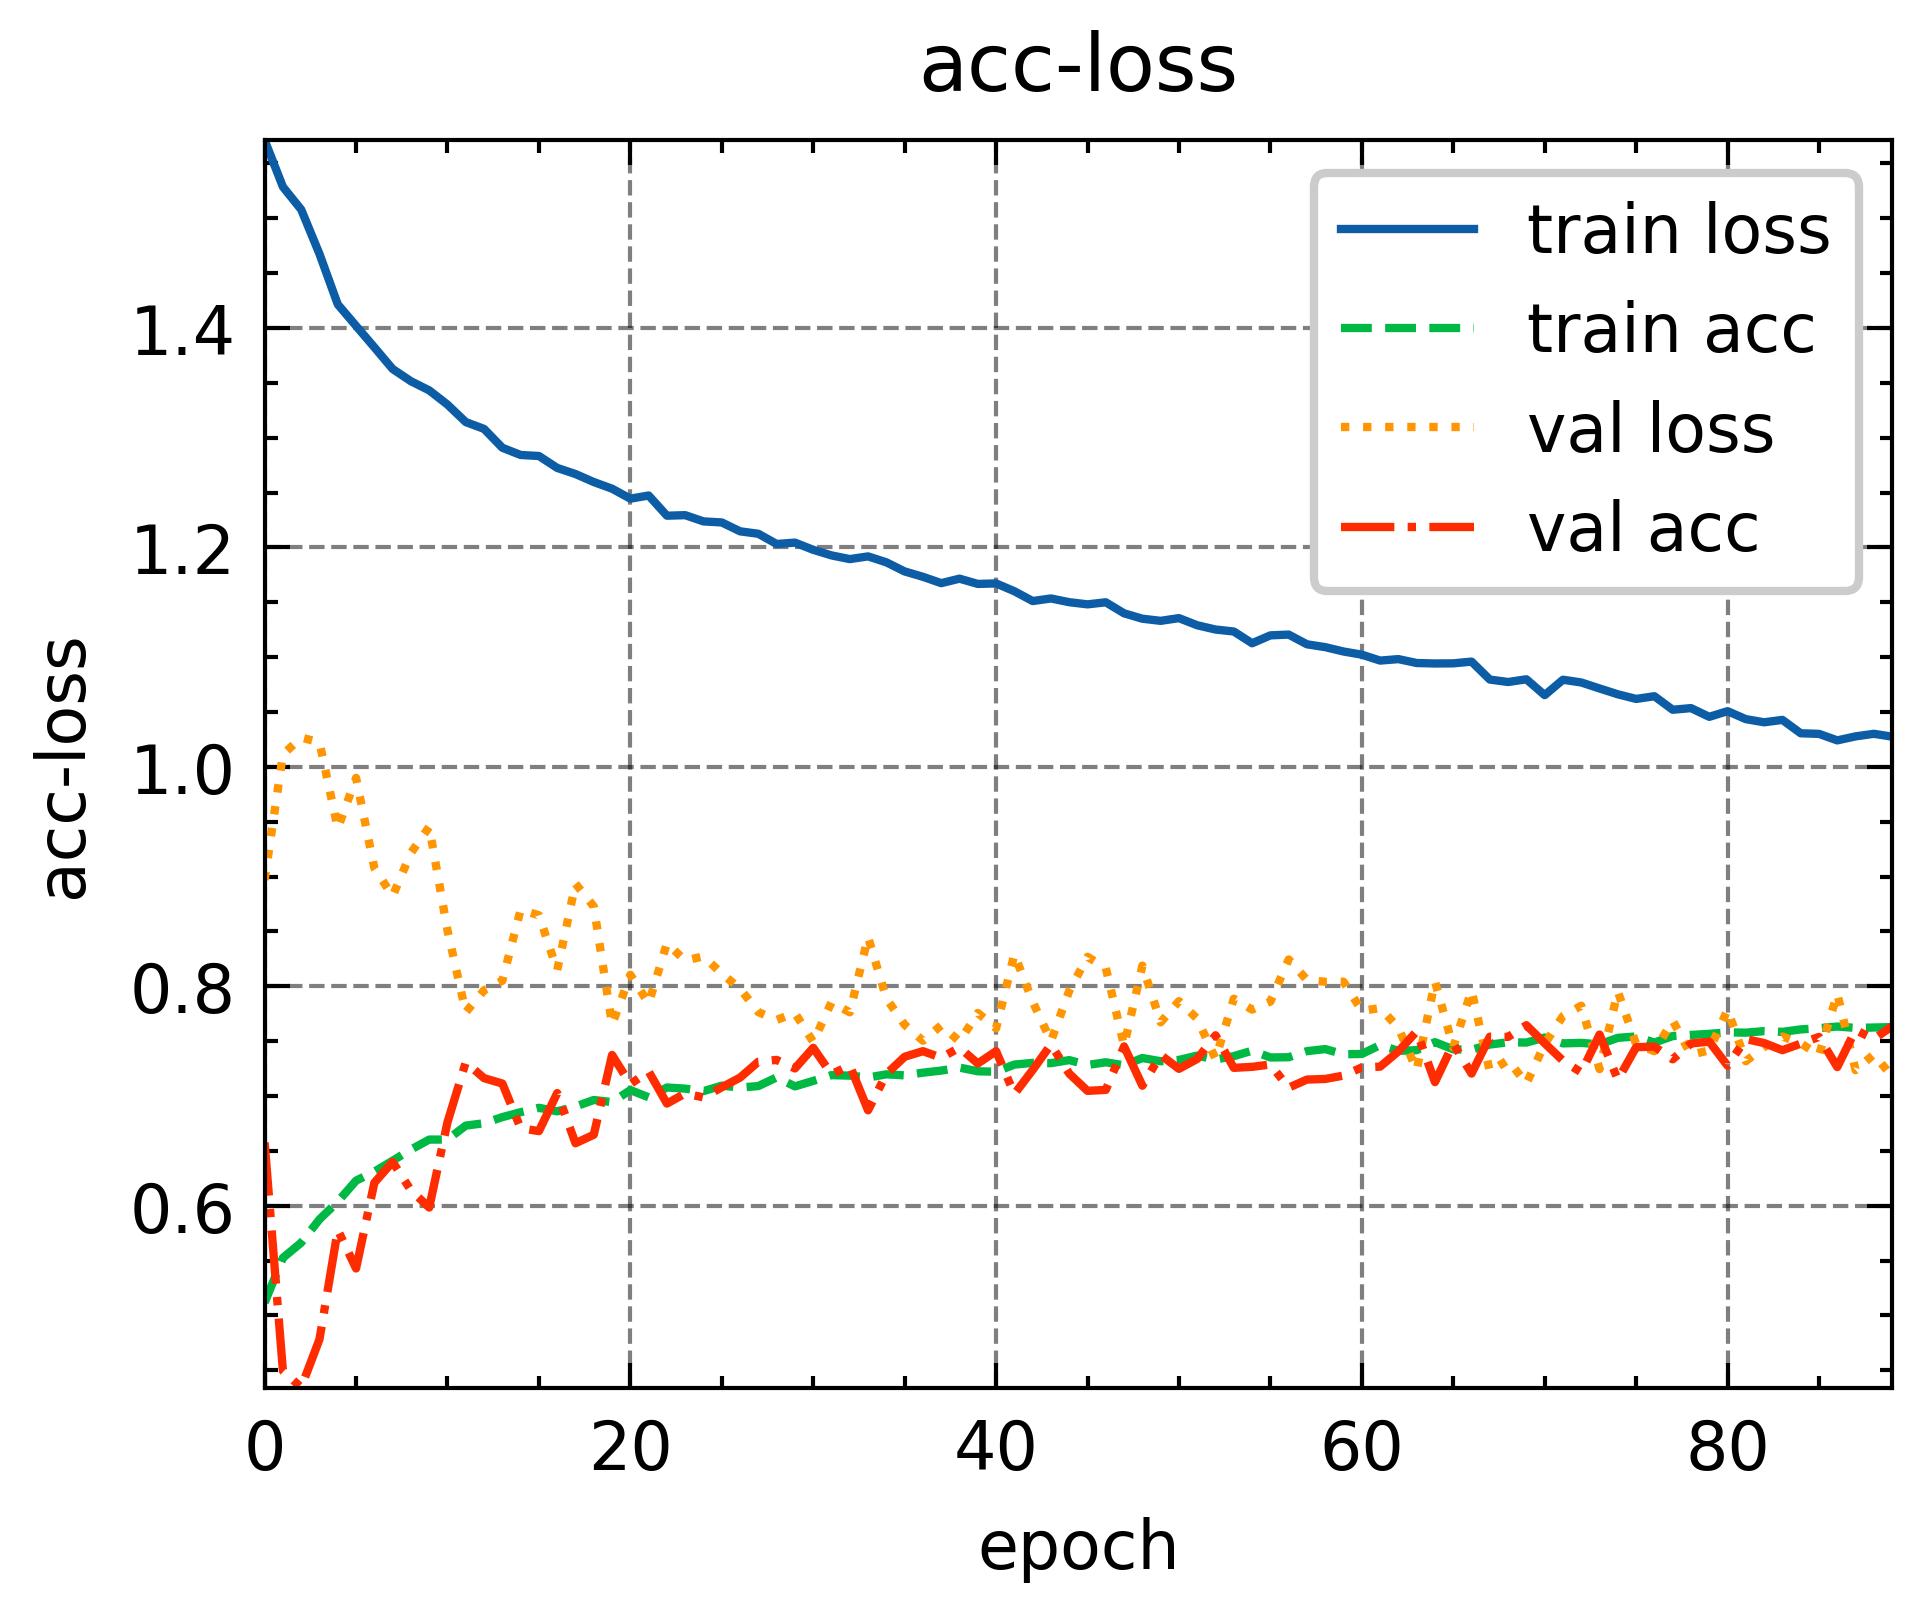 acc-loss
train loss
train acc
val loss
val acc
1.4
1.2
1.0
0.8
0.6
acc-loss
0 20 40 60 80
epoch